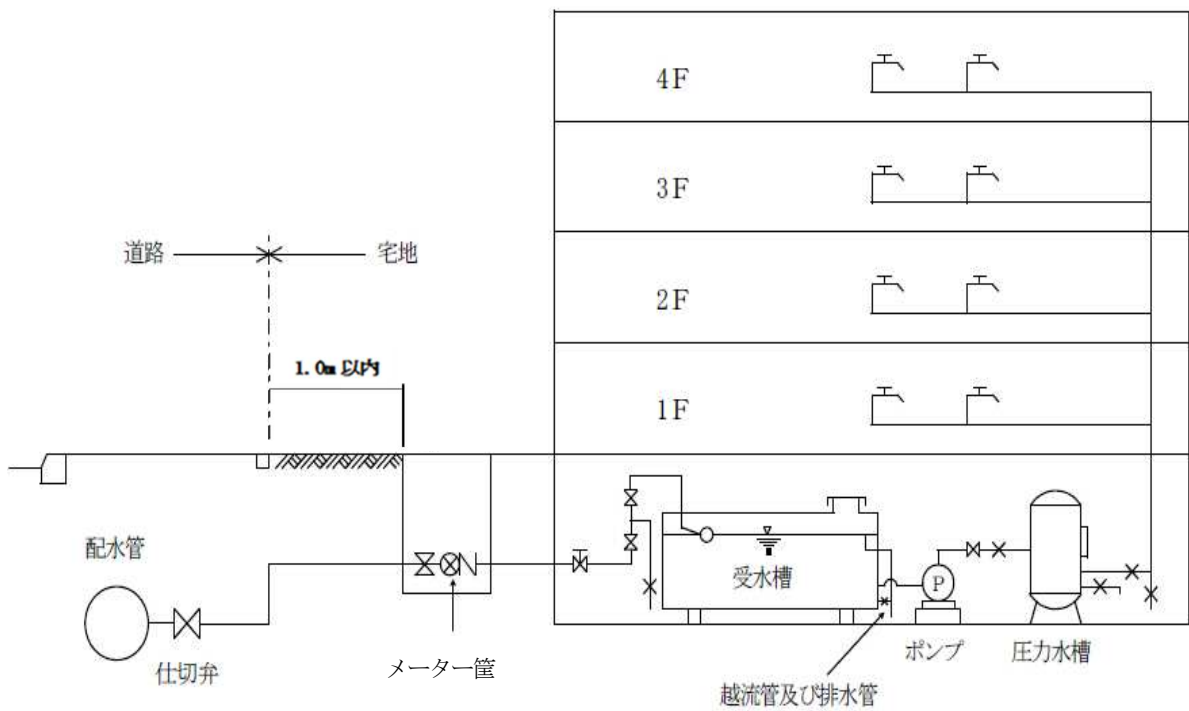 4F
3F
道路
宅地
2F
1.0m 以内
1F
配水管
受水槽
P
仕切弁
メーター筐
ポンプ
圧力水槽
越流管及び排水管